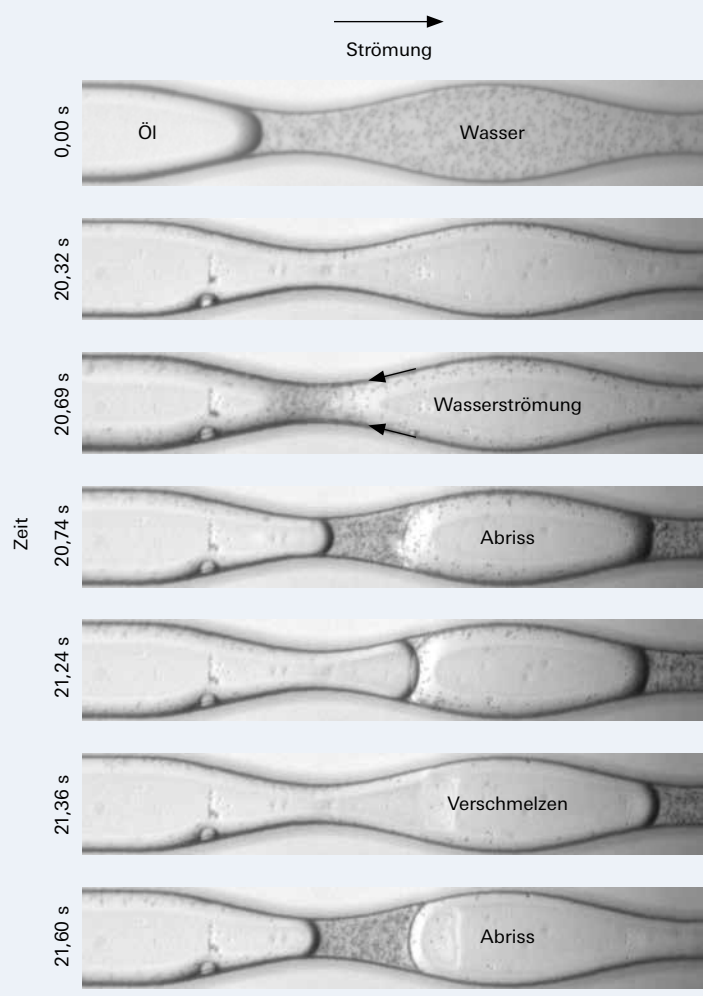 Strömung
0,00 s
Öl
Wasser
20,32 s
20,69 s
Wasserströmung
Zeit
20,74 s
Abriss
21,24 s
21,36 s
Verschmelzen
21,60 s
Abriss